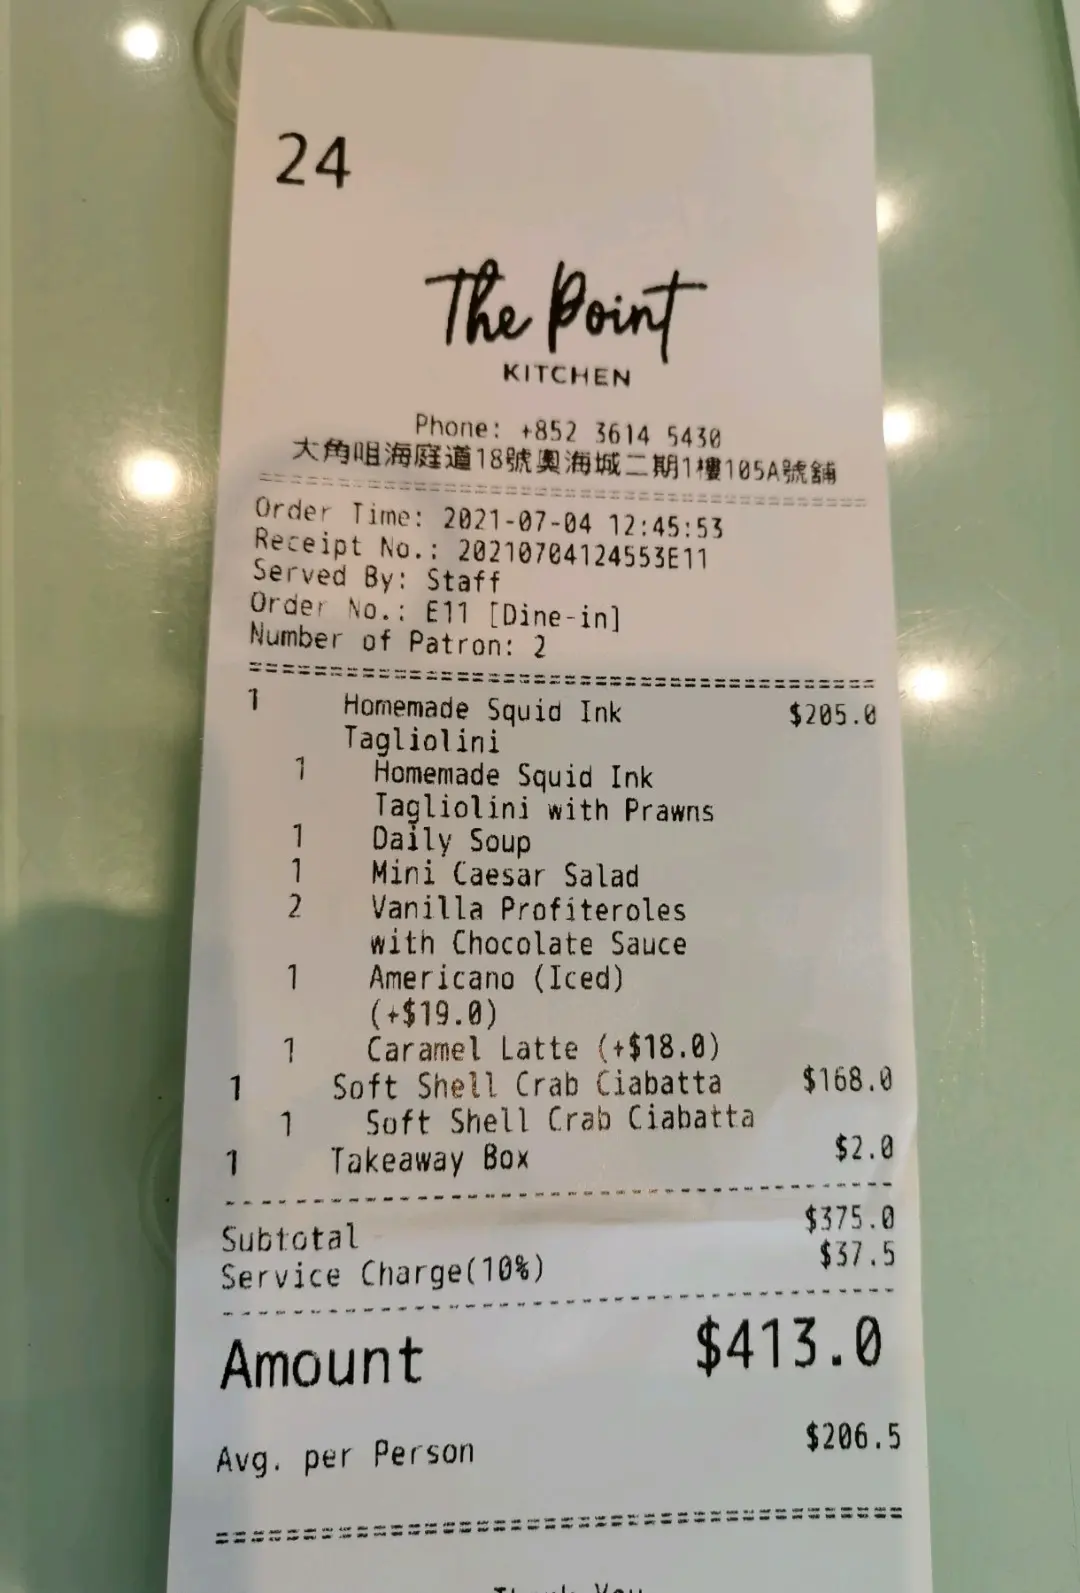 24
The Point
KITCHEN
Phone: +852 3614 5430
大角咀海庭道18號奧海城二期1樓105A號舖
Order Time: 2021-07-04 12:45:53
Receipt No.: 20210704124553E11
Served By: Staff
Order No.: E11 [Dine-in]
Number of Patron: 2
1 Homemade Squid Ink $205.0
Tagliolini
1 Homemade Squid Ink
Tagliolini with Prawns
1 Daily Soup
1 Mini Caesar Salad
2 Vanilla Profiteroles
with Chocolate Sauce
1 Americano (Iced)
(+$19.0)
1 Caramel Latte (+$18.0)
1 Soft Shell Crab Ciabatta $168.0
1 Soft Shell Crab Ciabatta
1 Takeaway Box $2.0
Subtotal $375.0
Service Charge(10%) $37.5
Amount $413.0
Avg. per Person $206.5